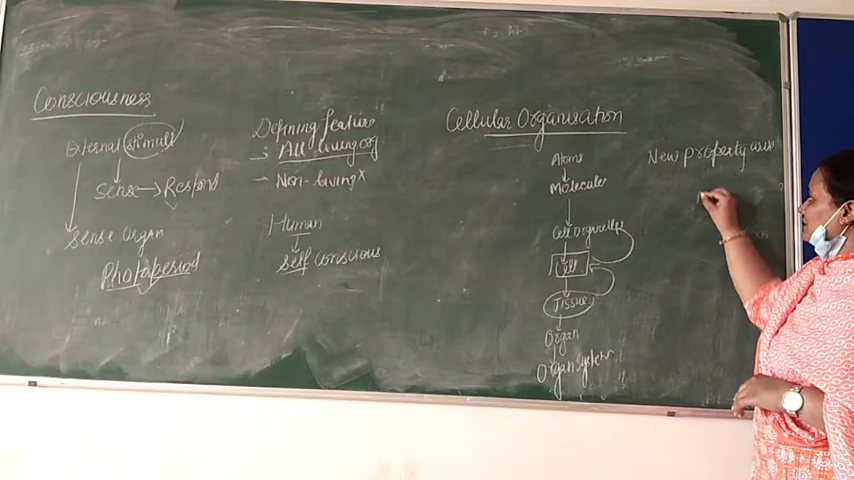 Consciousness
External stimuli
Sense → Respond
Sense organ
Photoperiod
Defining feature
All living org
- Non-living x
Human
Self conscious
Cellular Organisation
Atoms
Molecules
Cell organelles
Cell
Tissue
Organ
Organ System
New property arise